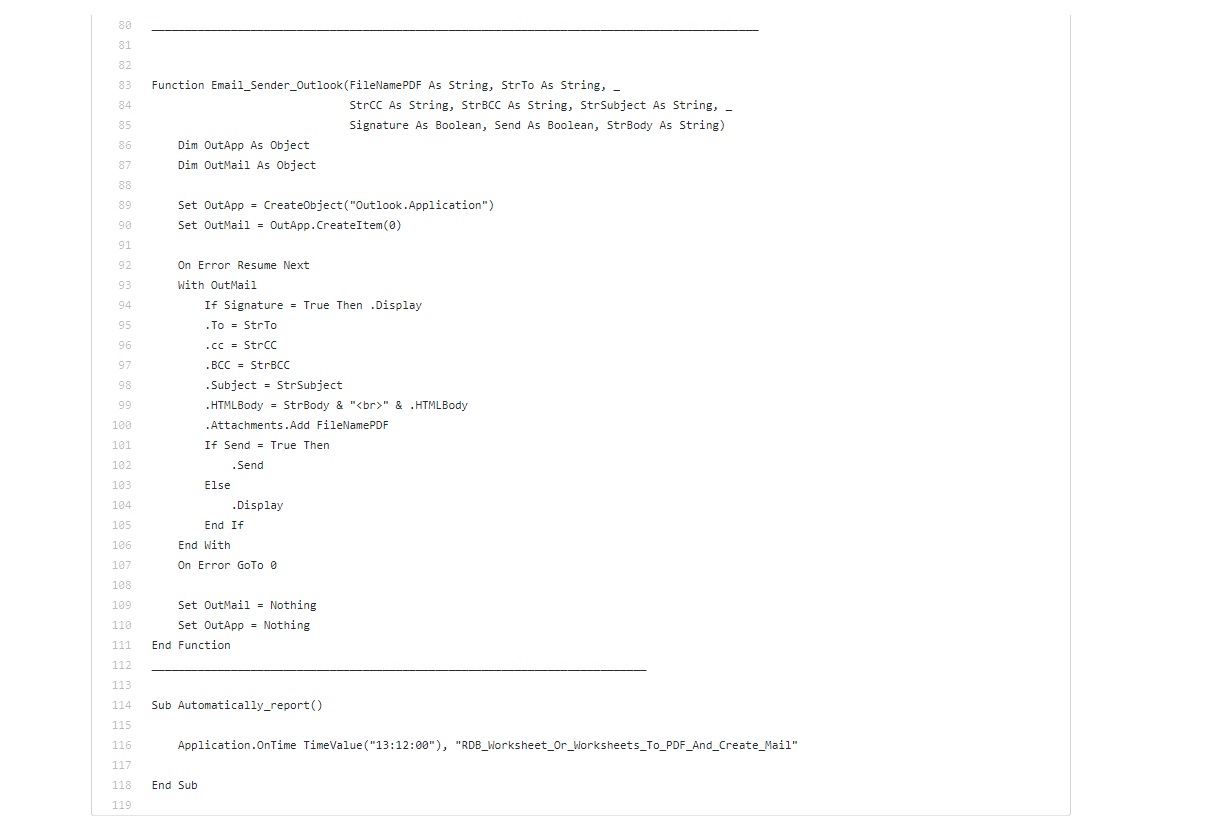 80 ____________________________________________________________________________________________
81
82
83 Function Email_Sender_Outlook(FileNamePDF As String, StrTo As String, _
84 StrCC As String, StrBCC As String, StrSubject As String, _
85 Signature As Boolean, Send As Boolean, StrBody As String)
86 Dim OutApp As Object
87 Dim OutMail As Object
88
89 Set OutApp = CreateObject("Outlook.Application")
90 Set OutMail = OutApp.CreateItem(0)
91
92 On Error Resume Next
93 With OutMail
94 If Signature = True Then .Display
95 .To = StrTo
96 .cc = StrCC
97 .BCC = StrBCC
98 .Subject = StrSubject
99 .HTMLBody = StrBody & "<br>" & .HTMLBody
100 .Attachments.Add FileNamePDF
101 If Send = True Then
102 .Send
103 Else
104 .Display
105 End If
106 End With
107 On Error GoTo 0
108
109 Set OutMail = Nothing
110 Set OutApp = Nothing
111 End Function
112 ___________________________________________________________________________
113
114 Sub Automatically_report()
115
116 Application.OnTime TimeValue("13:12:00"), "RDB_Worksheet_Or_Worksheets_To_PDF_And_Create_Mail"
117
118 End Sub
119